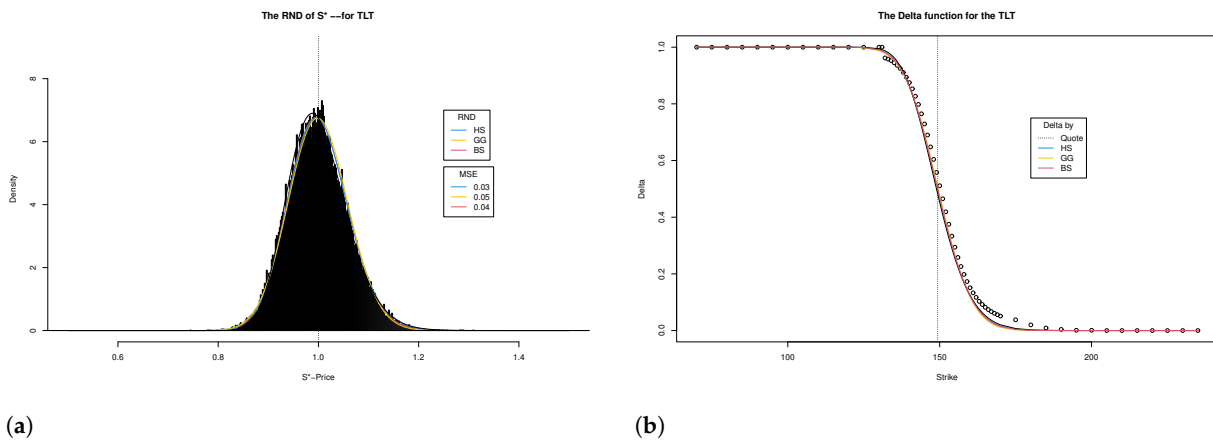 The RND of S* −−for TLT
Density
0
2
4
6
8
0.6
0.8
1.0
1.2
1.4
S*−Price
RND
HS
GG
BS
MSE
0.03
0.05
0.04
(a)
The Delta function for the TLT
Delta
0.0
0.2
0.4
0.6
0.8
1.0
100
150
200
Strike
Delta by
Quote
HS
GG
BS
(b)